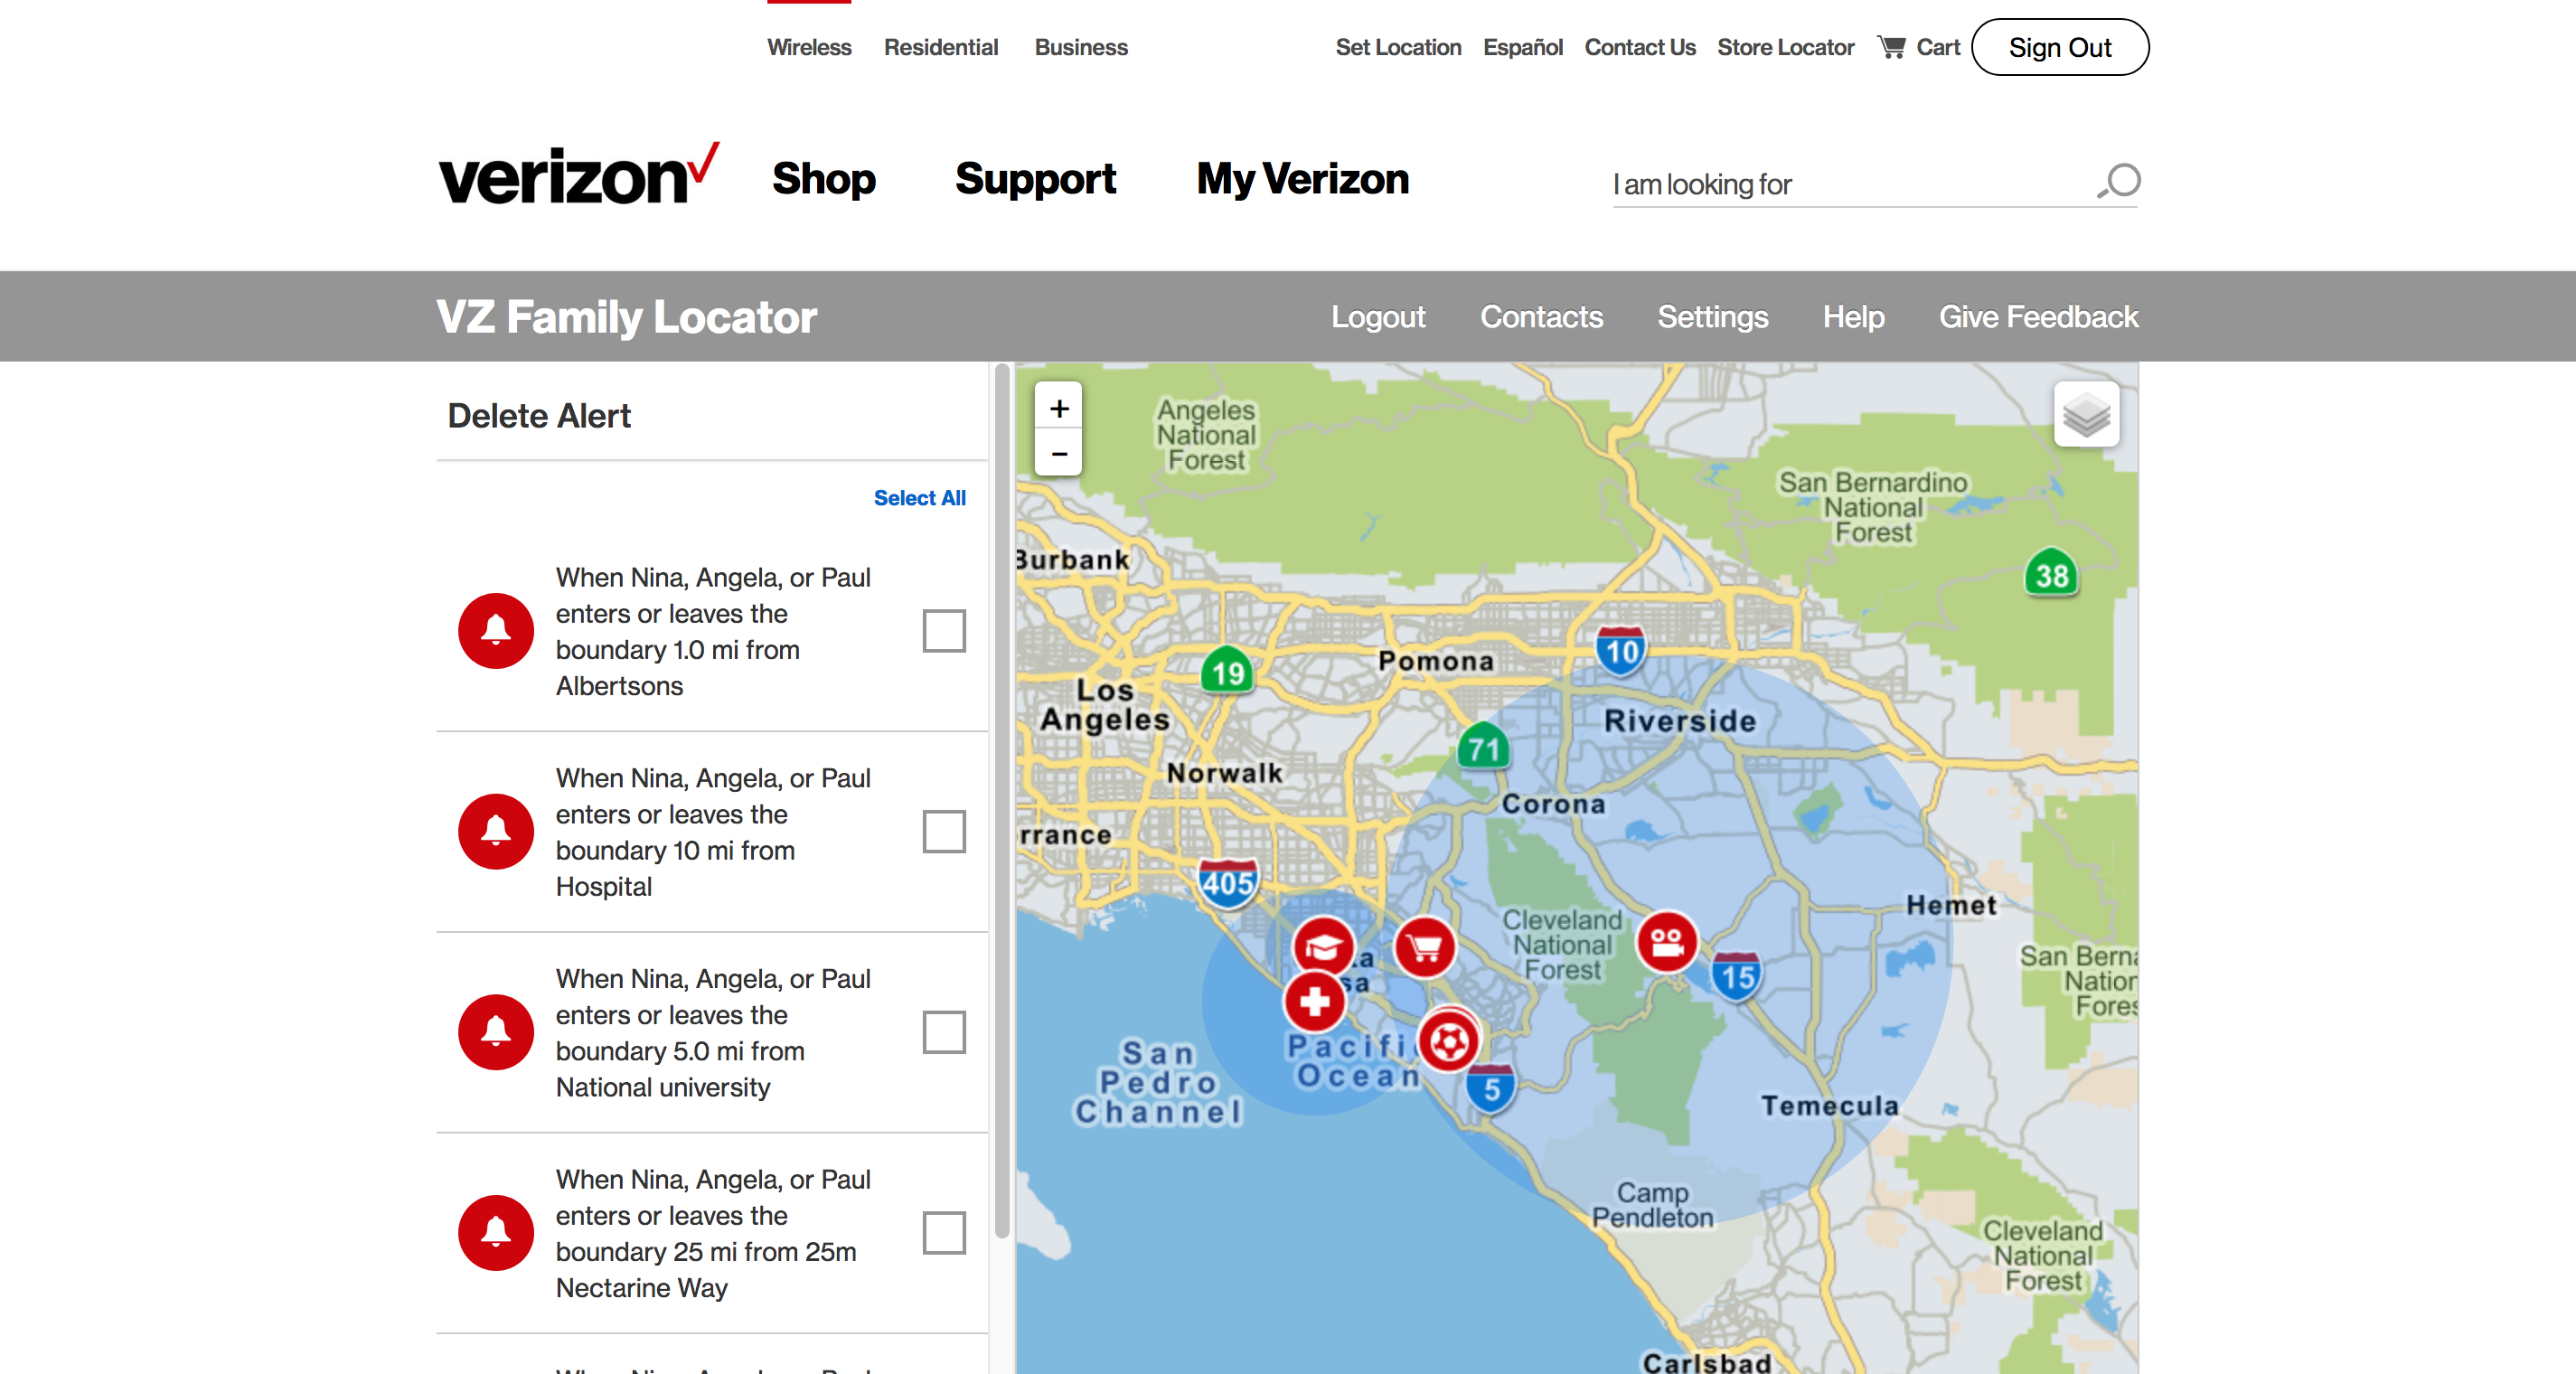 Wireless Residential Business
Set Location Español Contact Us Store Locator Cart Sign Out
verizon Shop Support My Verizon
I am looking for
VZ Family Locator
Logout Contacts Settings Help Give Feedback
Delete Alert
Select All
When Nina, Angela, or Paul
enters or leaves the
boundary 1.0 mi from
Albertsons
When Nina, Angela, or Paul
enters or leaves the
boundary 10 mi from
Hospital
When Nina, Angela, or Paul
enters or leaves the
boundary 5.0 mi from
National university
When Nina, Angela, or Paul
enters or leaves the
boundary 25 mi from 25m
Nectarine Way
+
−
Angeles
National
Forest
San Bernardino
National
Forest
38
Burbank
10
19
Pomona
Los
Angeles
Riverside
71
Norwalk
Corona
rrance
405
Hemet
Cleveland
National
Forest
15
San Berna
Nation
Fores
Pacifi
Ocean
San
Pedro
Channel
5
Temecula
Camp
Pendleton
Cleveland
National
Forest
Carlsbad